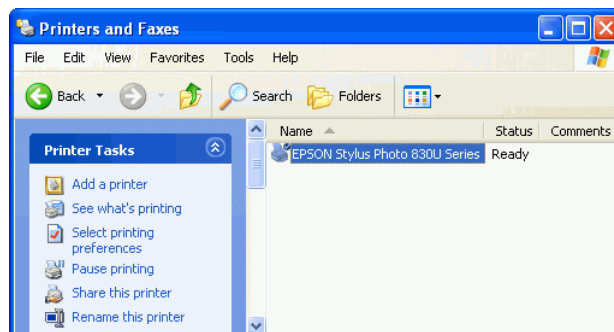 Printers and Faxes
File Edit View Favorites Tools Help
Back Search Folders
Printer Tasks
Add a printer
See what's printing
Select printing
preferences
Pause printing
Share this printer
Rename this printer
Name Status Comments
EPSON Stylus Photo 830U Series Ready